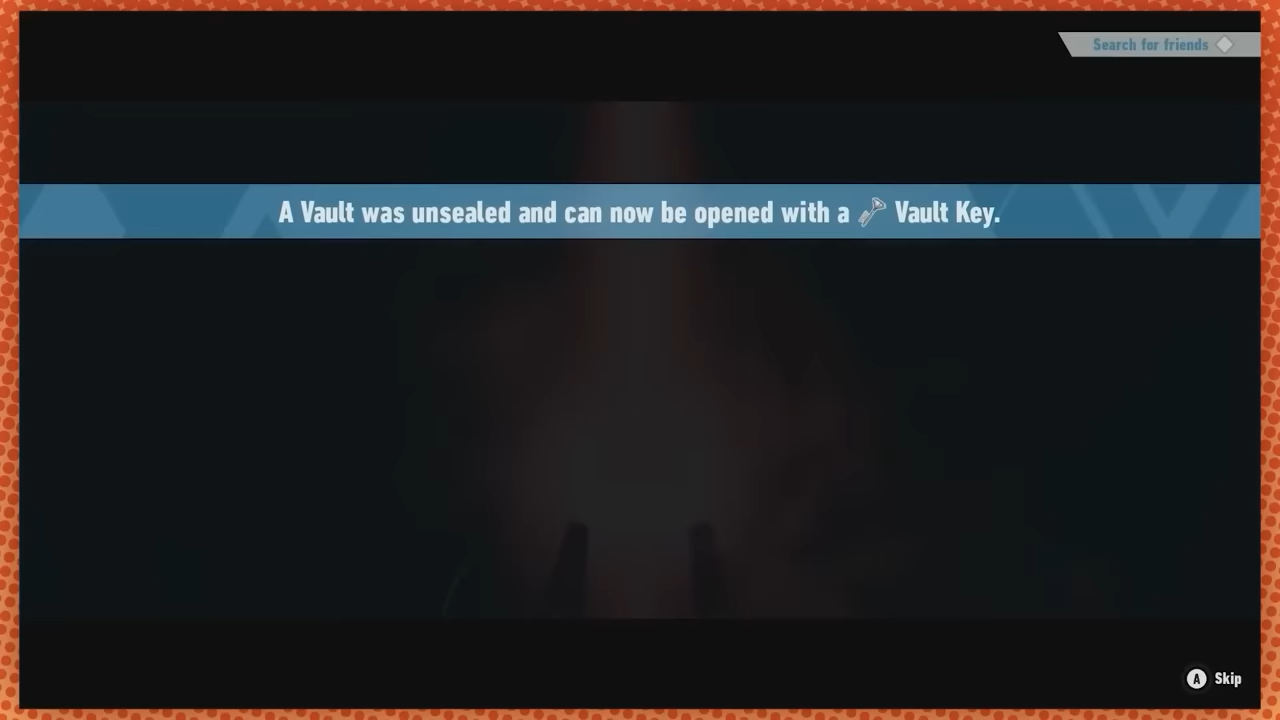 Search for friends
A Vault was unsealed and can now be opened with a Vault Key.
A Skip